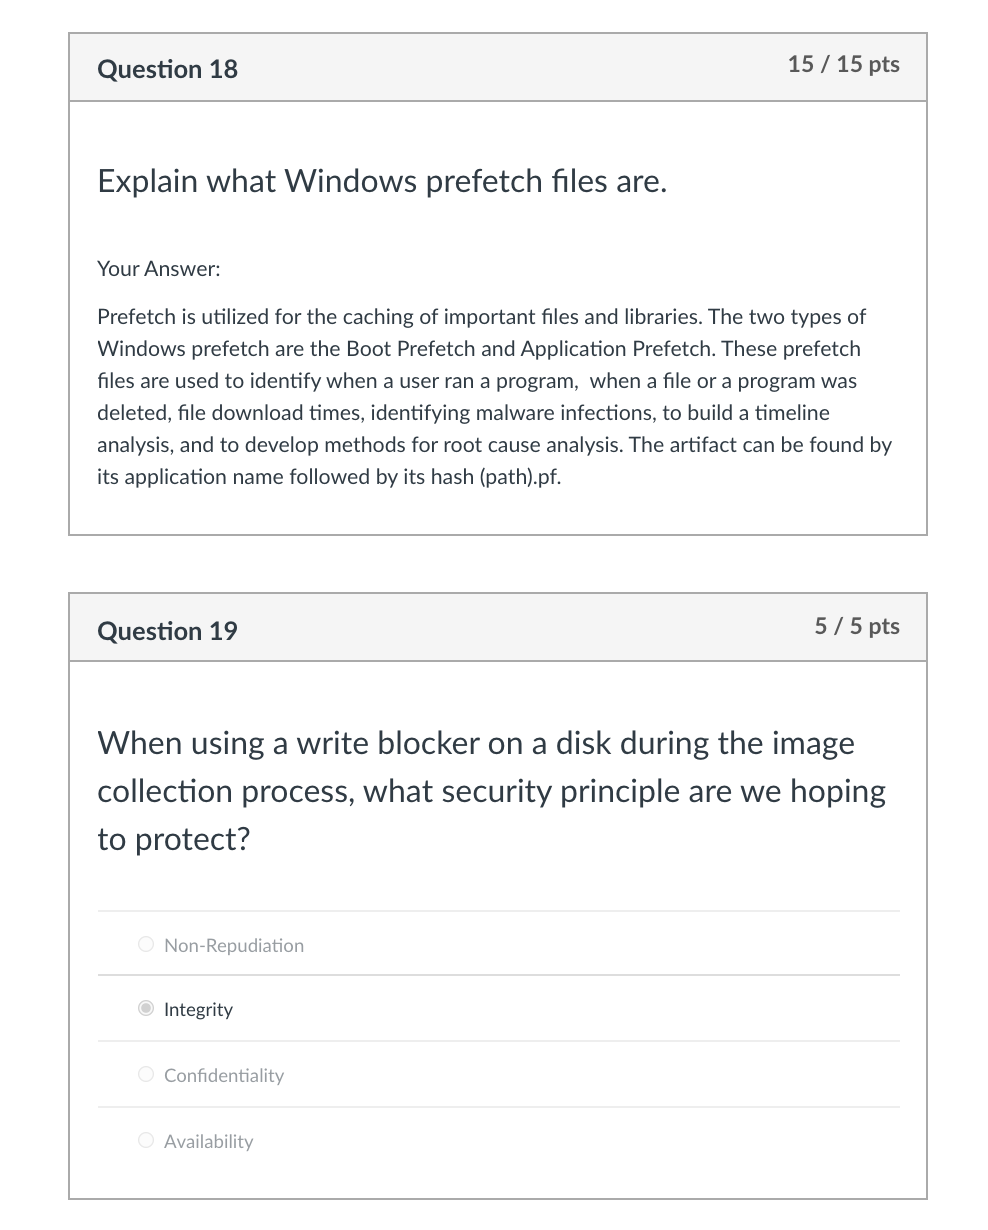 Question 18
15 / 15 pts
Explain what Windows prefetch files are.
Your Answer:
Prefetch is utilized for the caching of important files and libraries. The two types of
Windows prefetch are the Boot Prefetch and Application Prefetch. These prefetch
files are used to identify when a user ran a program,  when a file or a program was
deleted, file download times, identifying malware infections, to build a timeline
analysis, and to develop methods for root cause analysis. The artifact can be found by
its application name followed by its hash (path).pf.
Question 19
5 / 5 pts
When using a write blocker on a disk during the image
collection process, what security principle are we hoping
to protect?
Non-Repudiation
Integrity
Confidentiality
Availability